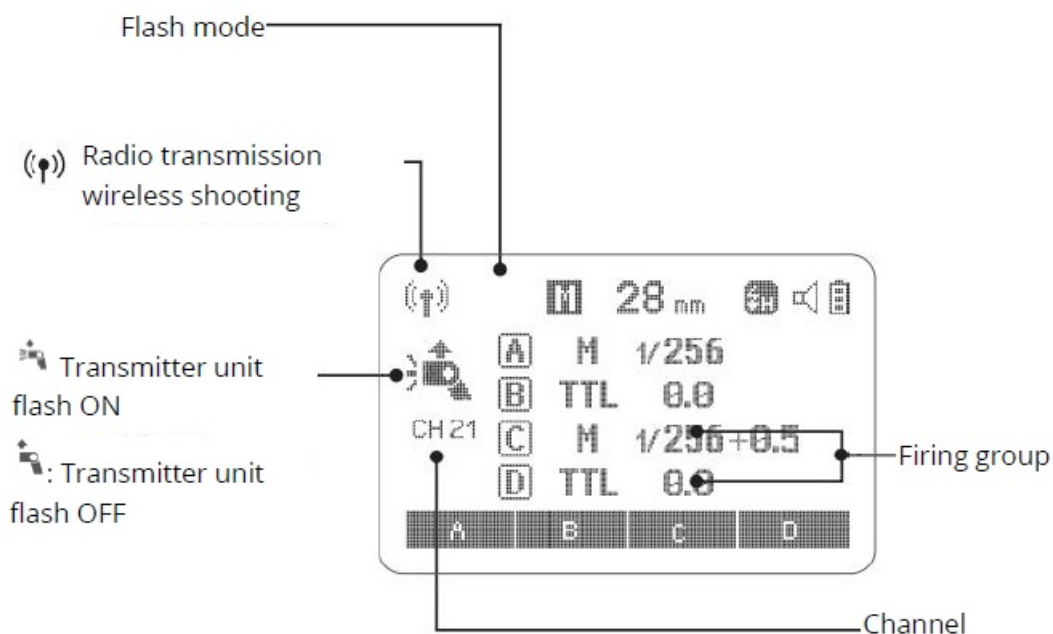 Flash mode
Radio transmission
wireless shooting
M 28 mm
Transmitter unit
flash ON
A M 1/256
B TTL 0.0
CH 21
C M 1/256+0.5
D TTL 0.0
Firing group
: Transmitter unit
flash OFF
A B C D
Channel